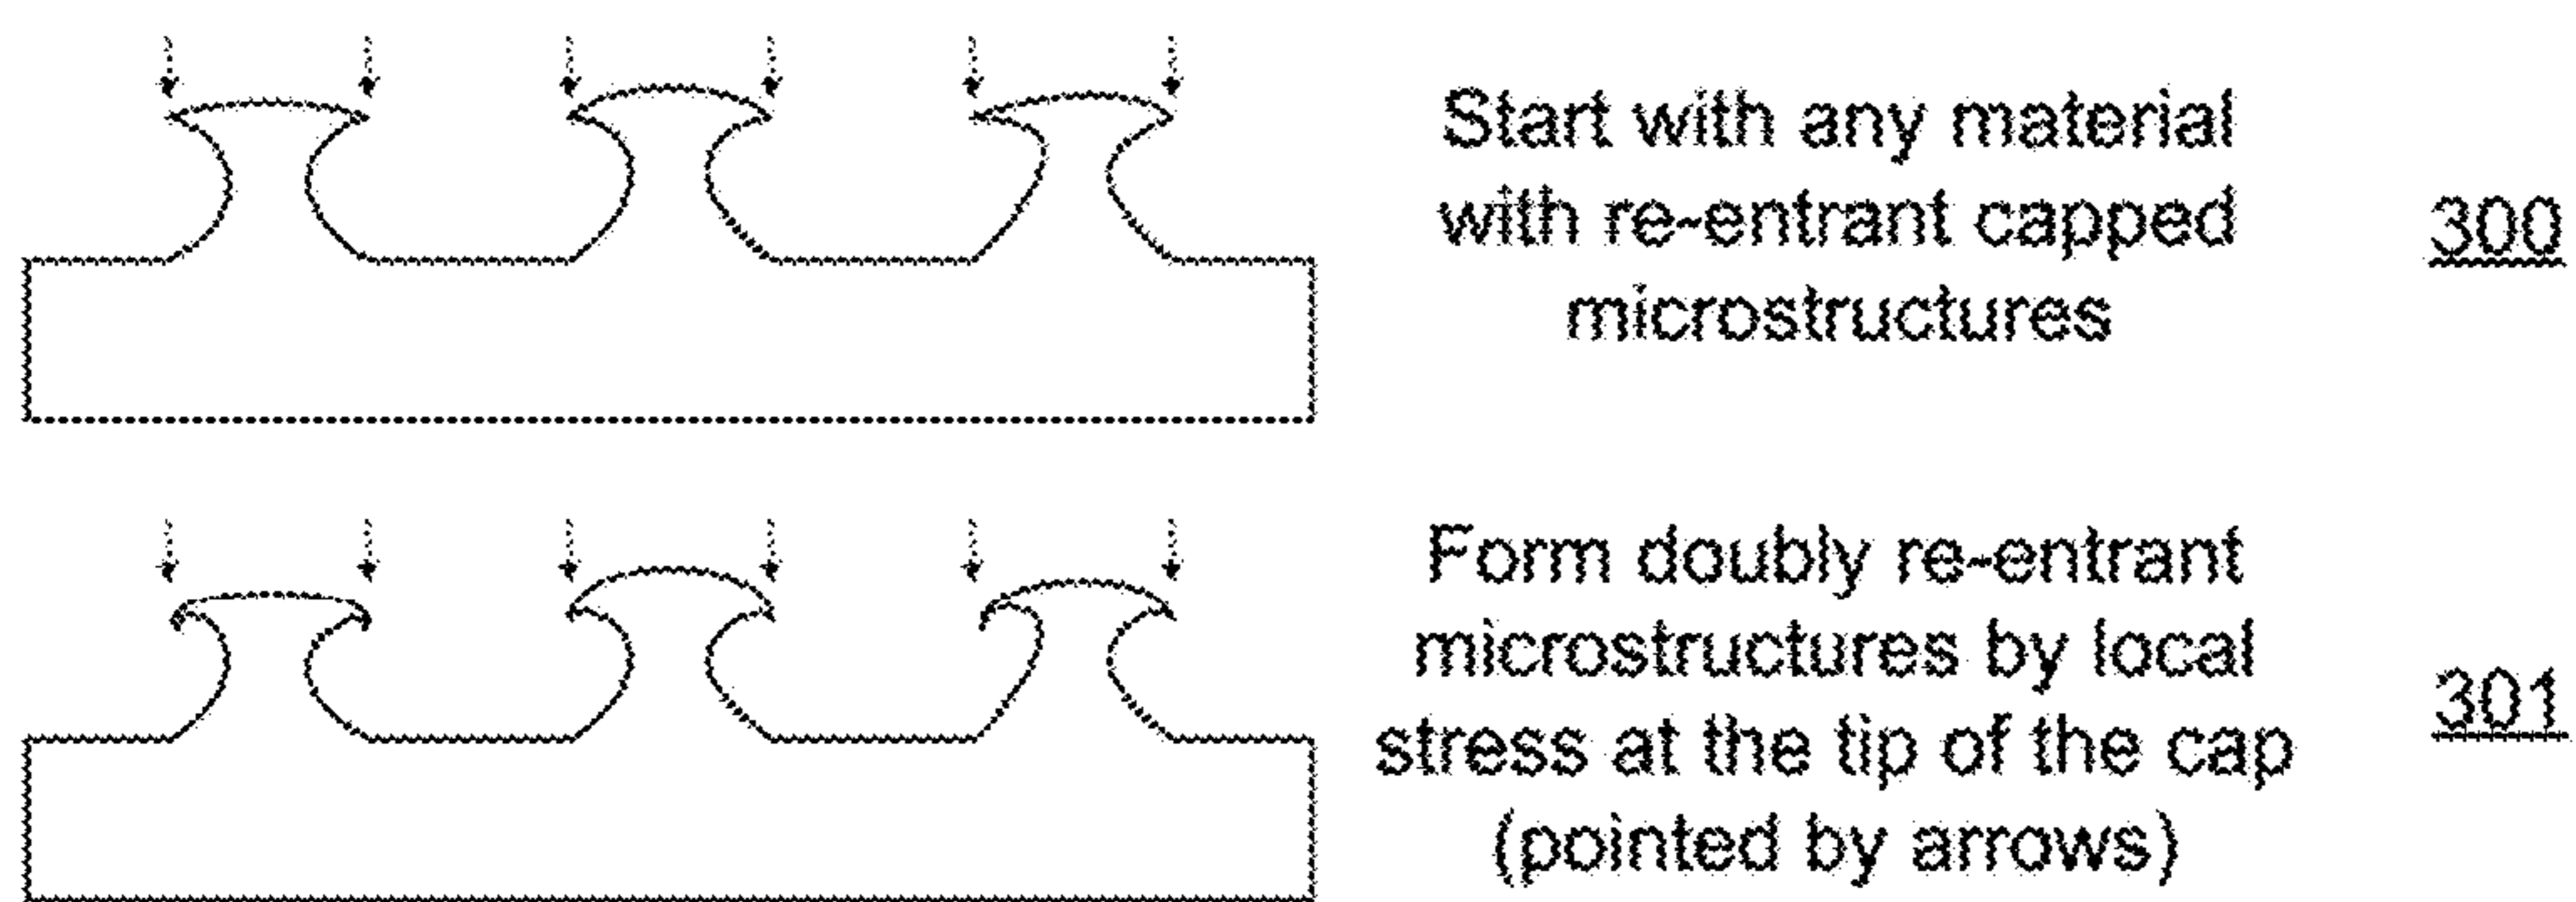 Start with any material
with re-entrant capped
microstructures
300
Form doubly re-entrant
microstructures by local
stress at the tip of the cap
(pointed by arrows)
301